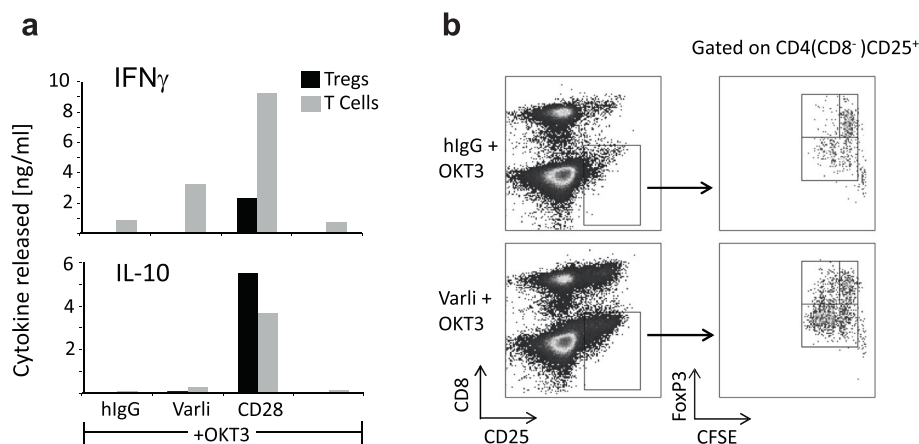 a
IFNγ
Tregs
T Cells
10
8
6
4
2
Cytokine released [ng/ml]
IL-10
6
4
2
hIgG
Varli
CD28
+OKT3
b
Gated on CD4(CD8⁻)CD25⁺
hIgG +
OKT3
Varli +
OKT3
CD8
CD25
FoxP3
CFSE